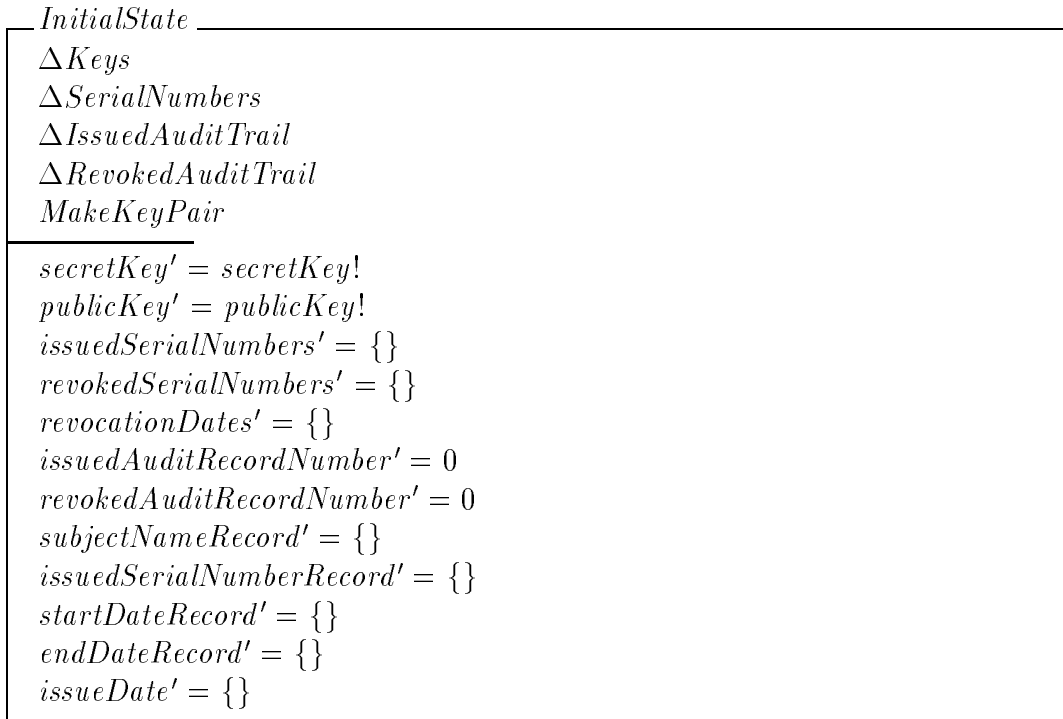 InitialState
ΔKeys
ΔSerialNumbers
ΔIssuedAuditTrail
ΔRevokedAuditTrail
MakeKeyPair
secretKey′ = secretKey!
publicKey′ = publicKey!
issuedSerialNumbers′ = {}
revokedSerialNumbers′ = {}
revocationDates′ = {}
issuedAuditRecordNumber′ = 0
revokedAuditRecordNumber′ = 0
subjectNameRecord′ = {}
issuedSerialNumberRecord′ = {}
startDateRecord′ = {}
endDateRecord′ = {}
issueDate′ = {}